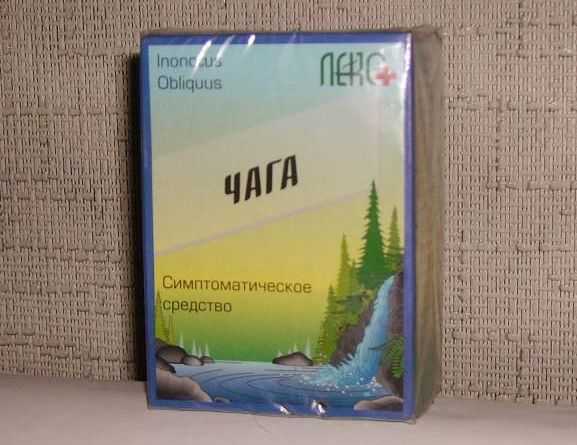 Inonotus
Obliquus
ЛЕКС+
ЧАГА
Симптоматическое
средство